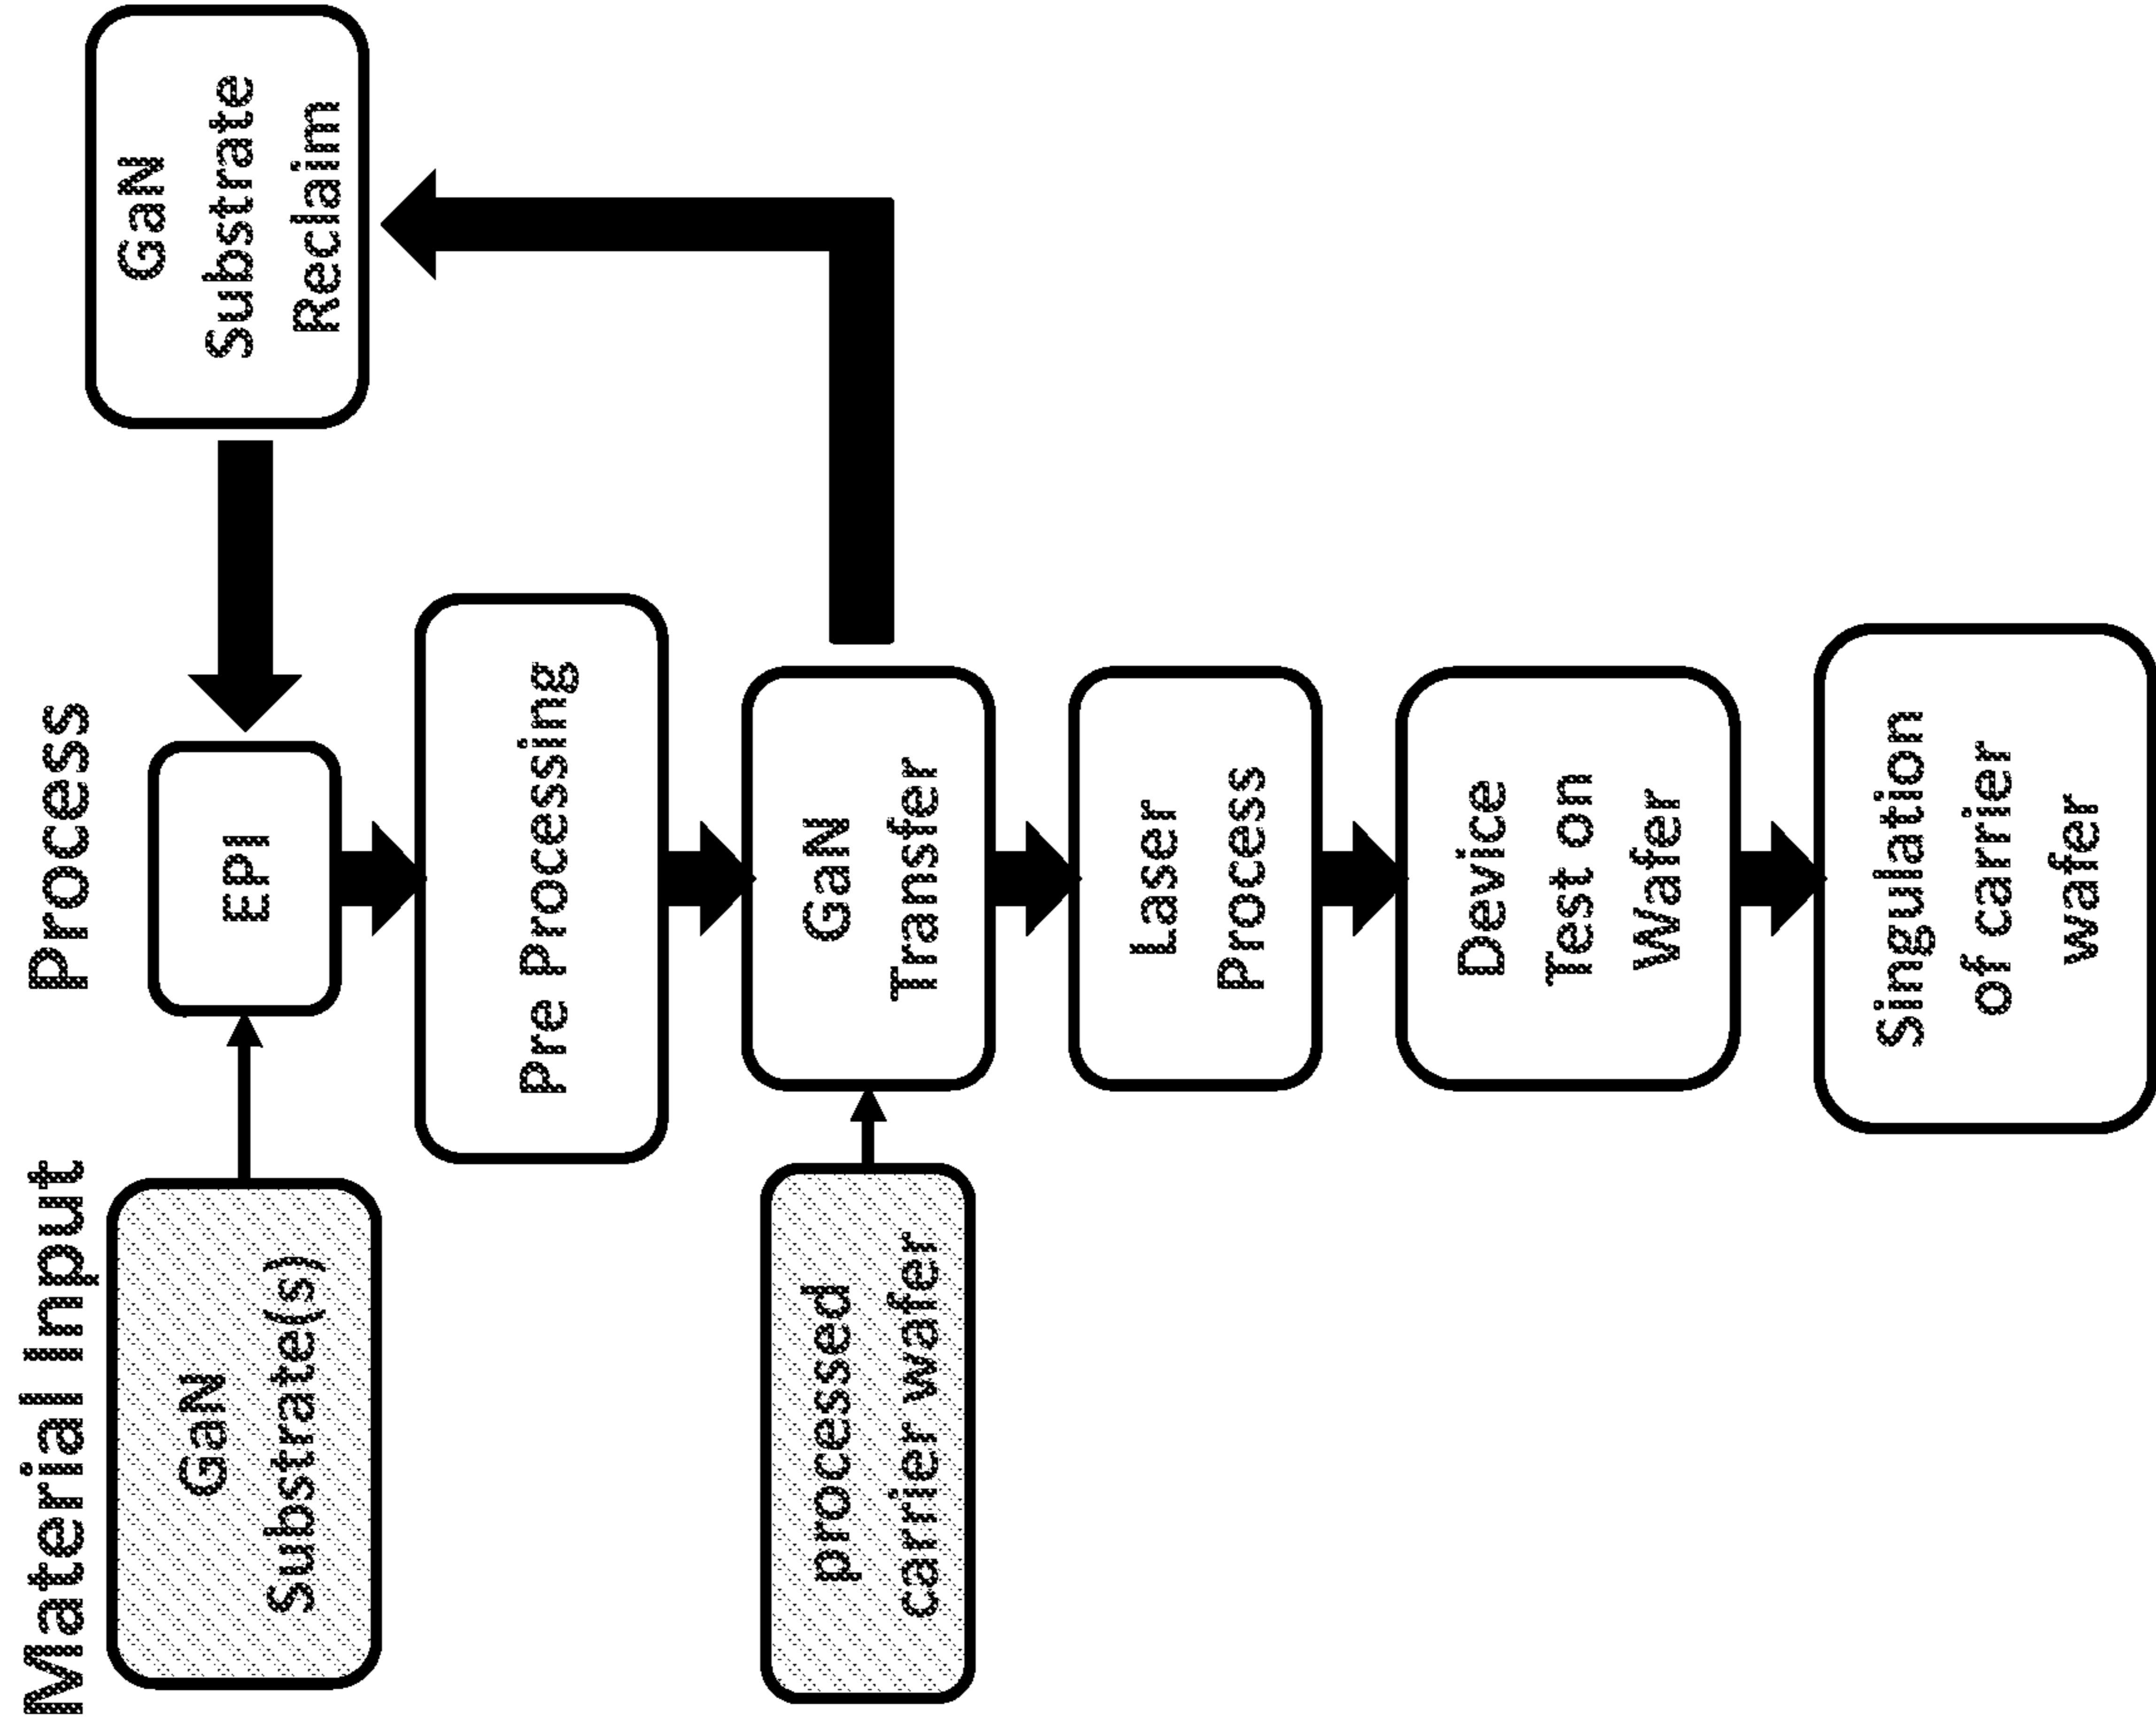 Material Input
Process
GaN
Substrate(s)
EPI
GaN
Substrate
Reclaim
Pre Processing
processed
carrier wafer
GaN
Transfer
Laser
Process
Device
Test on
Wafer
Singulation
of carrier
wafer